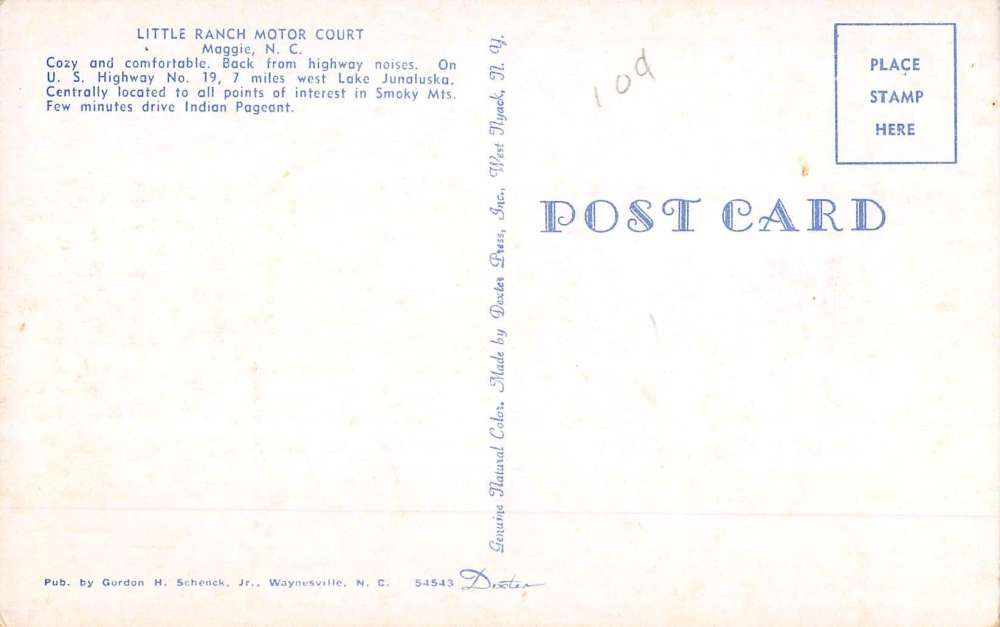 LITTLE RANCH MOTOR COURT
Maggie, N. C.
Cozy and comfortable. Back from highway noises. On
U. S. Highway No. 19, 7 miles west Lake Junaluska.
Centrally located to all points of interest in Smoky Mts.
Few minutes drive Indian Pageant.
Genuine Natural Color. Made by Dexter Press, Inc., West Nyack, N. Y.
PLACE
STAMP
HERE
POST CARD
Pub. by Gordon H. Schenck, Jr., Waynesville, N. C. 54543 Dexter